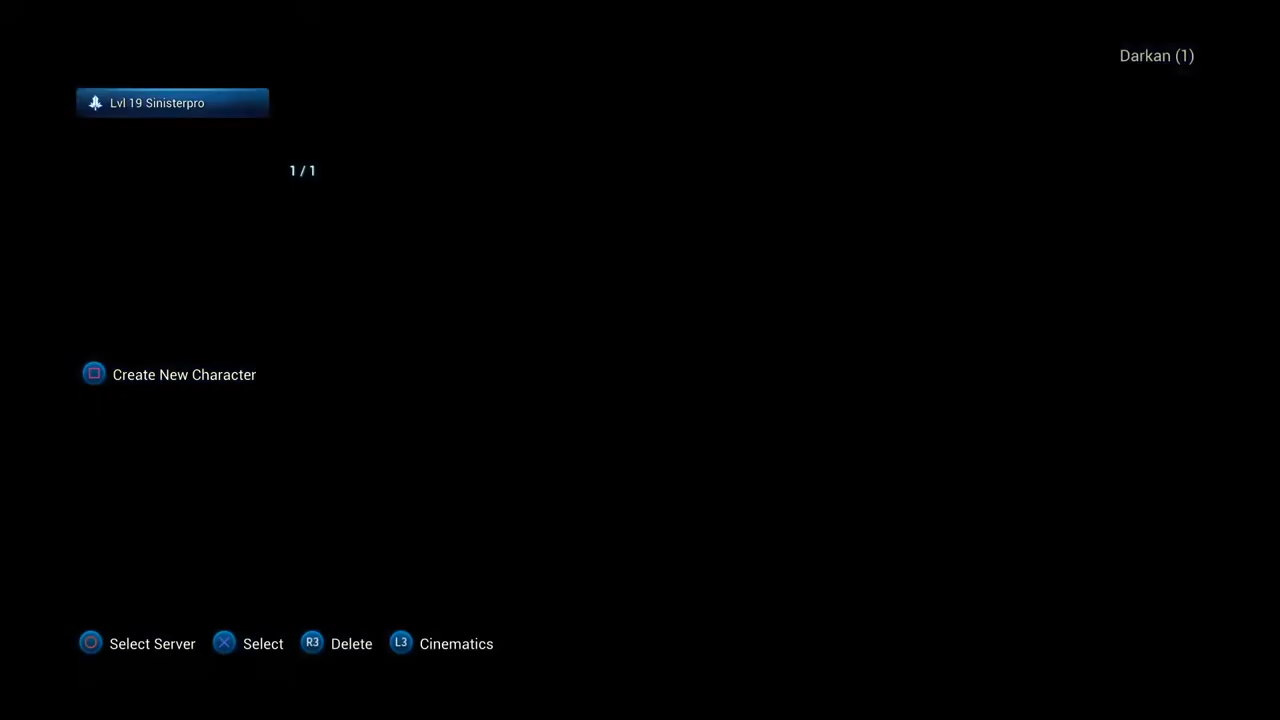 Darkan (1)
Lvl 19 Sinisterpro
1 / 1
Create New Character
Select Server Select R3 Delete L3 Cinematics